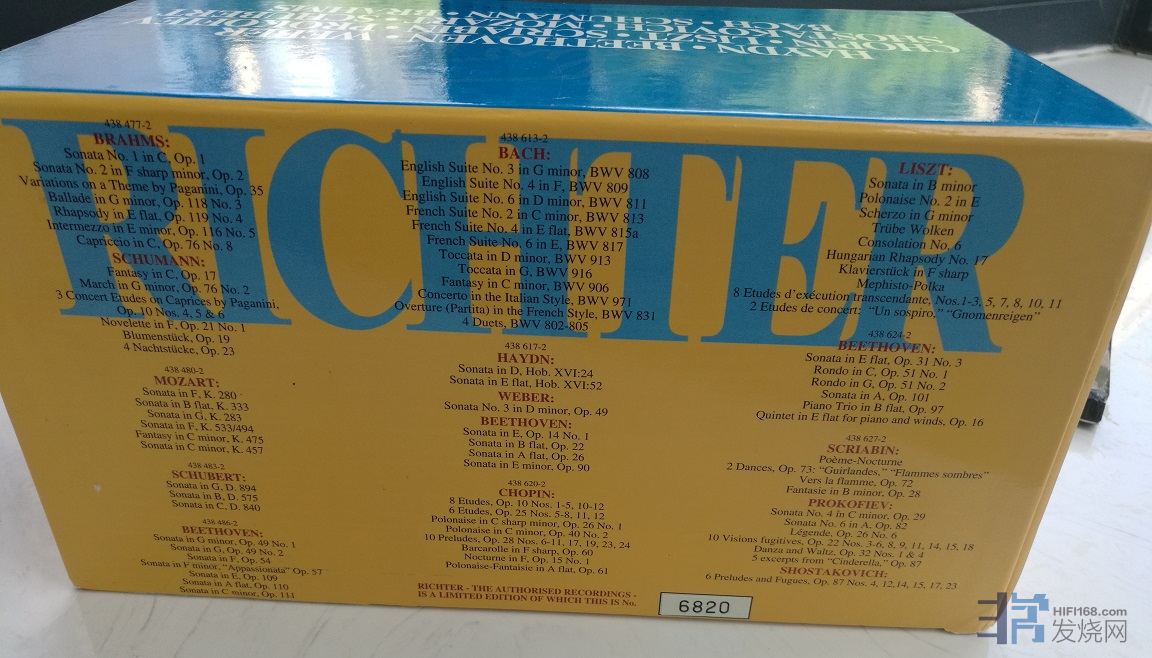 HAYDN · BEETHOVEN · WEBER
CHOPIN · LISZT · SCRIABIN · PROKOFIEV
SHOSTAKOVICH · MOZART · SCHUBERT
BACH · SCHUMANN · BRAHMS
RICHTER
438 477-2
BRAHMS:
Sonata No. 1 in C, Op. 1
Sonata No. 2 in F sharp minor, Op. 2
Variations on a Theme by Paganini, Op. 35
Ballade in G minor, Op. 118 No. 3
Rhapsody in E flat, Op. 119 No. 4
Intermezzo in E minor, Op. 116 No. 5
Capriccio in C, Op. 76 No. 8
SCHUMANN:
Fantasy in C, Op. 17
March in G minor, Op. 76 No. 2
3 Concert Etudes on Caprices by Paganini,
Op. 10 Nos. 4, 5 & 6
Novelette in F, Op. 21 No. 1
Blumenstück, Op. 19
4 Nachtstücke, Op. 23
438 480-2
MOZART:
Sonata in F, K. 280
Sonata in B flat, K. 333
Sonata in G, K. 283
Sonata in F, K. 533/494
Fantasy in C minor, K. 475
Sonata in C minor, K. 457
438 483-2
SCHUBERT:
Sonata in G, D. 894
Sonata in B, D. 575
Sonata in C, D. 840
438 486-2
BEETHOVEN:
Sonata in G minor, Op. 49 No. 1
Sonata in G, Op. 49 No. 2
Sonata in F, Op. 54
Sonata in F minor, "Appassionata" Op. 57
Sonata in E, Op. 109
Sonata in A flat, Op. 110
Sonata in C minor, Op. 111
438 613-2
BACH:
English Suite No. 3 in G minor, BWV 808
English Suite No. 4 in F, BWV 809
English Suite No. 6 in D minor, BWV 811
French Suite No. 2 in C minor, BWV 813
French Suite No. 4 in E flat, BWV 815a
French Suite No. 6 in E, BWV 817
Toccata in D minor, BWV 913
Toccata in G, BWV 916
Fantasy in C minor, BWV 906
Concerto in the Italian Style, BWV 971
Overture (Partita) in the French Style, BWV 831
4 Duets, BWV 802-805
438 617-2
HAYDN:
Sonata in D, Hob. XVI:24
Sonata in E flat, Hob. XVI:52
WEBER:
Sonata No. 3 in D minor, Op. 49
BEETHOVEN:
Sonata in E, Op. 14 No. 1
Sonata in B flat, Op. 22
Sonata in A flat, Op. 26
Sonata in E minor, Op. 90
438 620-2
CHOPIN:
8 Etudes, Op. 10 Nos. 1-5, 10-12
6 Etudes, Op. 25 Nos. 5-8, 11, 12
Polonaise in C sharp minor, Op. 26 No. 1
Polonaise in C minor, Op. 40 No. 2
10 Preludes, Op. 28 Nos. 6-11, 17, 19, 23, 24
Barcarolle in F sharp, Op. 60
Nocturne in F, Op. 15 No. 1
Polonaise-Fantaisie in A flat, Op. 61
LISZT:
Sonata in B minor
Polonaise No. 2 in E
Scherzo in G minor
Trübe Wolken
Consolation No. 6
Hungarian Rhapsody No. 17
Klavierstück in F sharp
Mephisto-Polka
8 Etudes d'exécution transcendante, Nos.1-3, 5, 7, 8, 10, 11
2 Etudes de concert: "Un sospiro," "Gnomenreigen"
438 624-2
BEETHOVEN:
Sonata in E flat, Op. 31 No. 3
Rondo in C, Op. 51 No. 1
Rondo in G, Op. 51 No. 2
Sonata in A, Op. 101
Piano Trio in B flat, Op. 97
Quintet in E flat for piano and winds, Op. 16
438 627-2
SCRIABIN:
Poème-Nocturne
2 Dances, Op. 73: "Guirlandes," "Flammes sombres"
Vers la flamme, Op. 72
Fantasie in B minor, Op. 28
PROKOFIEV:
Sonata No. 4 in C minor, Op. 29
Sonata No. 6 in A, Op. 82
Légende, Op. 26 No. 6
10 Visions fugitives, Op. 22 Nos. 3-6, 8, 9, 11, 14, 15, 18
Danza and Waltz, Op. 32 Nos. 1 & 4
5 excerpts from "Cinderella," Op. 87
SHOSTAKOVICH:
6 Preludes and Fugues, Op. 87 Nos. 4, 12,14, 15, 17, 23
RICHTER - THE AUTHORISED RECORDINGS -
IS A LIMITED EDITION OF WHICH THIS IS No.
6820
HIFI168.com
发烧网